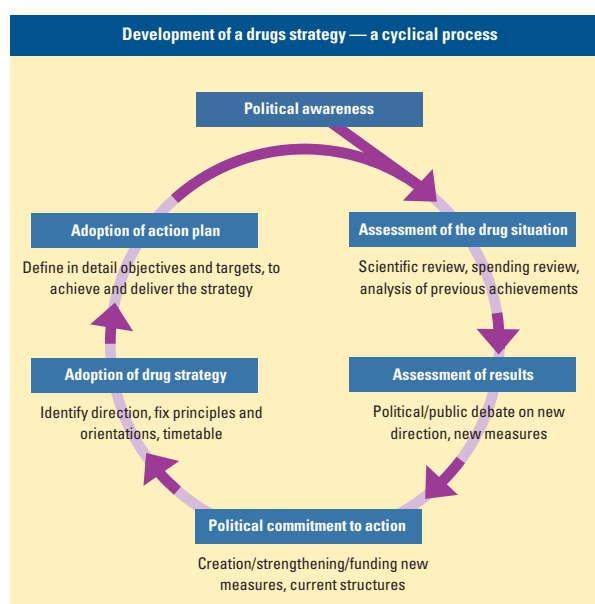 Development of a drugs strategy — a cyclical process
Political awareness
Assessment of the drug situation
Scientific review, spending review,
analysis of previous achievements
Assessment of results
Political/public debate on new
direction, new measures
Political commitment to action
Creation/strengthening/funding new
measures, current structures
Adoption of drug strategy
Identify direction, fix principles and
orientations, timetable
Adoption of action plan
Define in detail objectives and targets, to
achieve and deliver the strategy